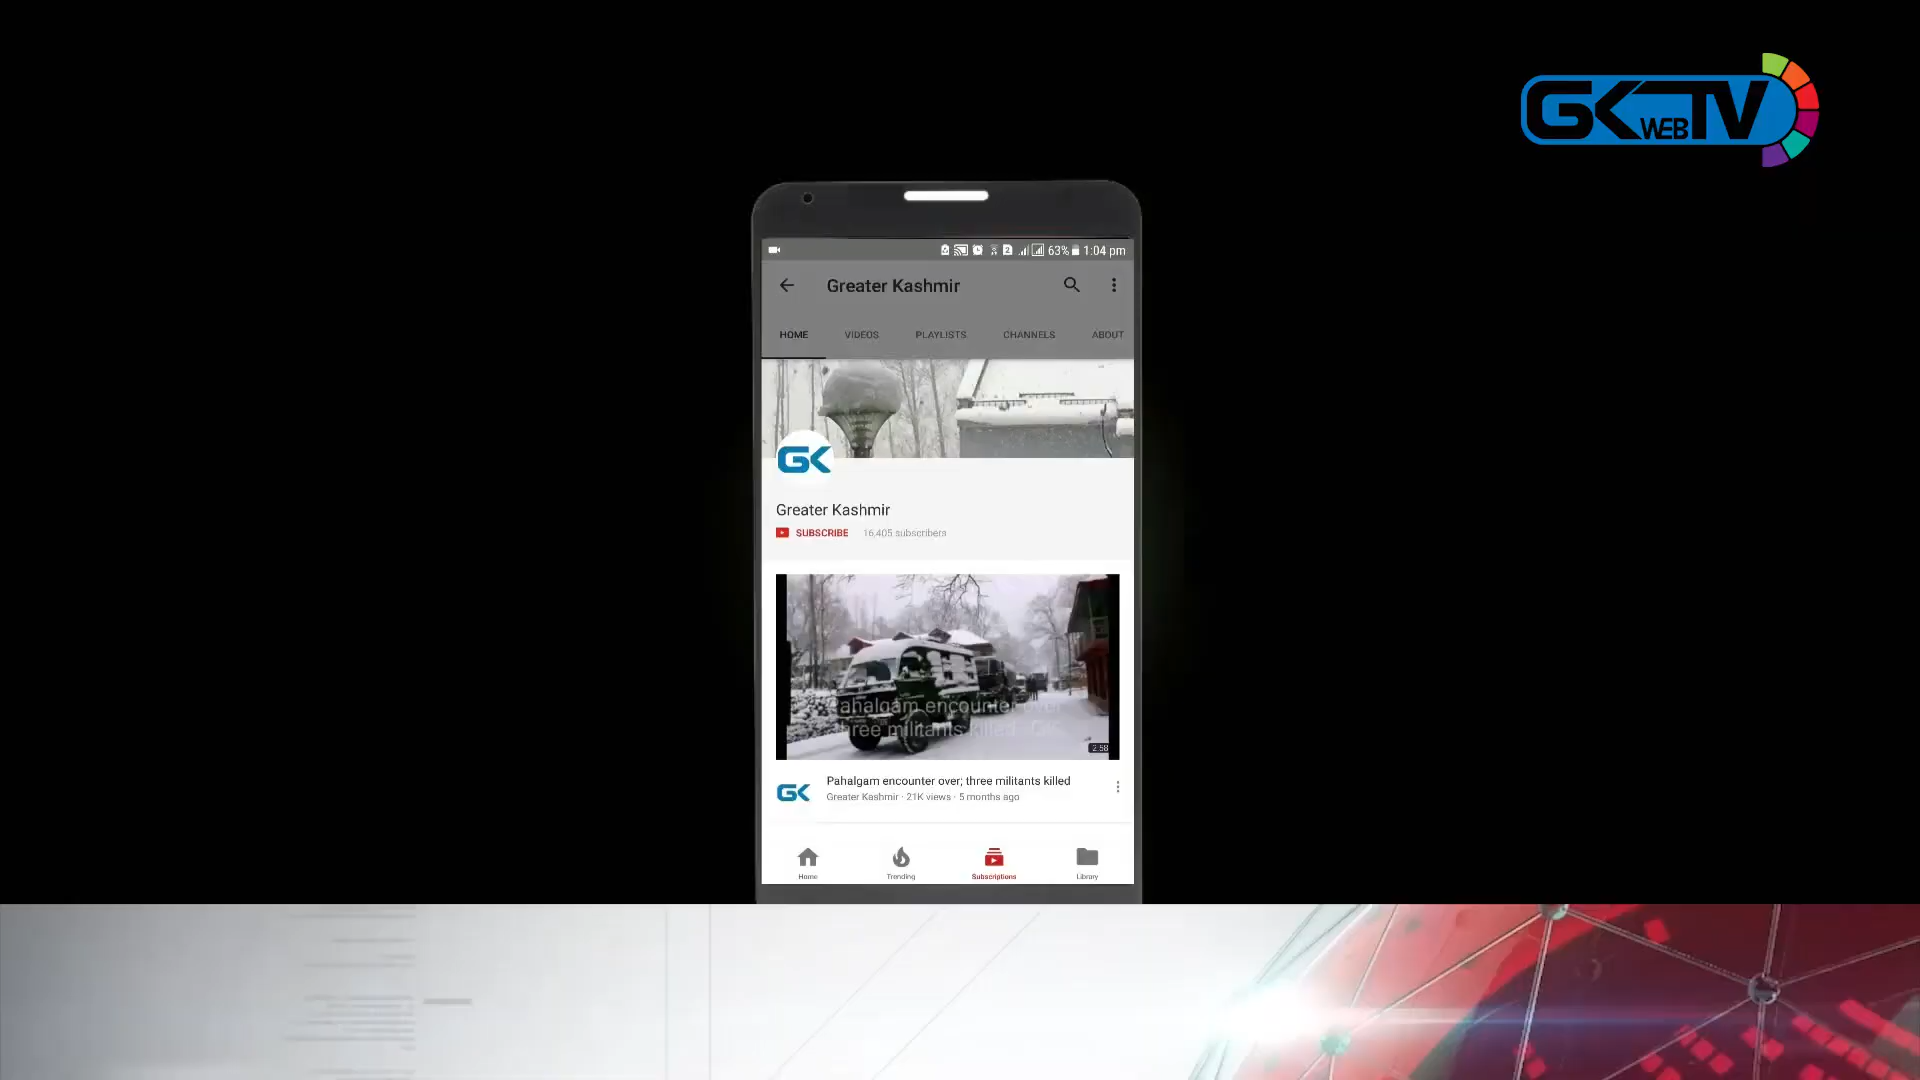 GK WEB TV
63% 1:04 pm
Greater Kashmir
HOME VIDEOS PLAYLISTS CHANNELS ABOUT
GK
Greater Kashmir
SUBSCRIBE 16,405 subscribers
Pahalgam encounter over
three militants killed
2:58
Pahalgam encounter over; three militants killed
GK
Greater Kashmir · 21K views · 5 months ago
Home Trending Subscriptions Library